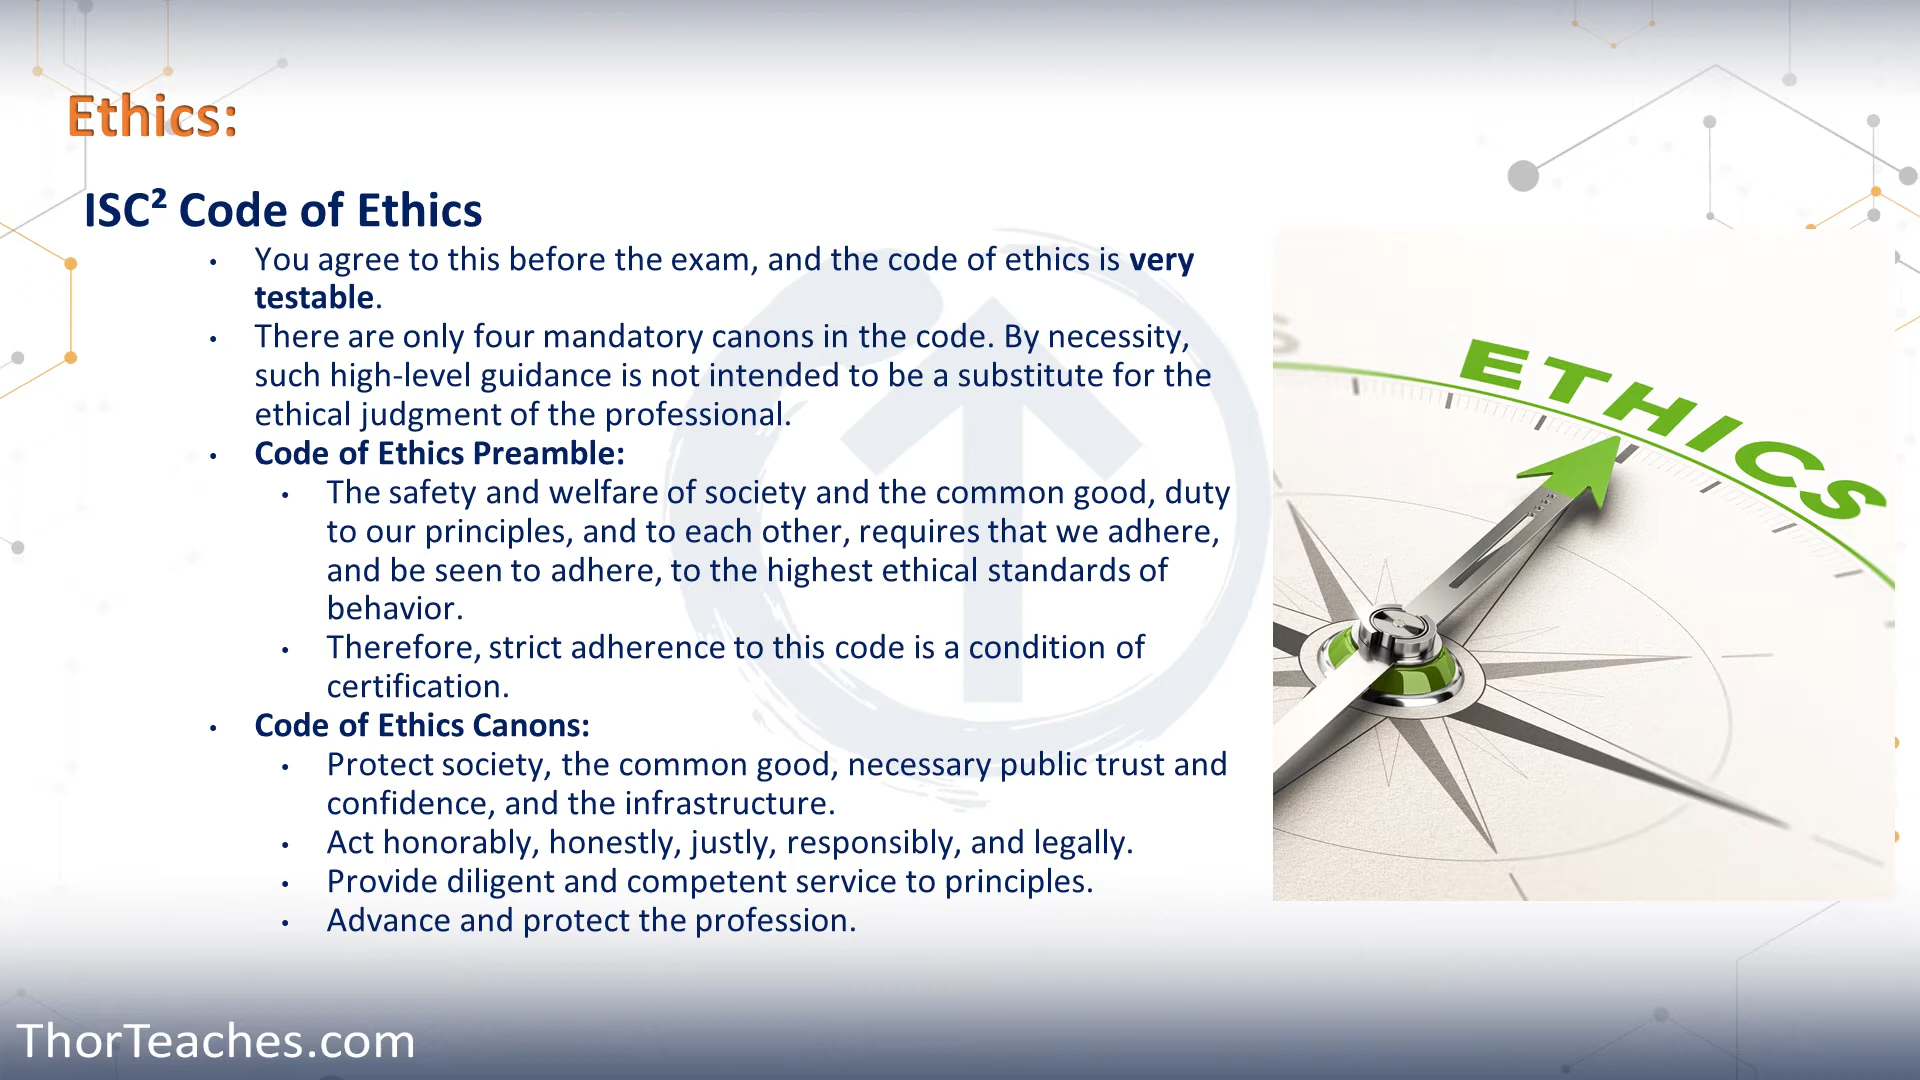 Ethics:
ISC² Code of Ethics
• You agree to this before the exam, and the code of ethics is very
testable.
• There are only four mandatory canons in the code. By necessity,
such high-level guidance is not intended to be a substitute for the
ethical judgment of the professional.
• Code of Ethics Preamble:
• The safety and welfare of society and the common good, duty
to our principles, and to each other, requires that we adhere,
and be seen to adhere, to the highest ethical standards of
behavior.
• Therefore, strict adherence to this code is a condition of
certification.
• Code of Ethics Canons:
• Protect society, the common good, necessary public trust and
confidence, and the infrastructure.
• Act honorably, honestly, justly, responsibly, and legally.
• Provide diligent and competent service to principles.
• Advance and protect the profession.
ETHICS
ThorTeaches.com